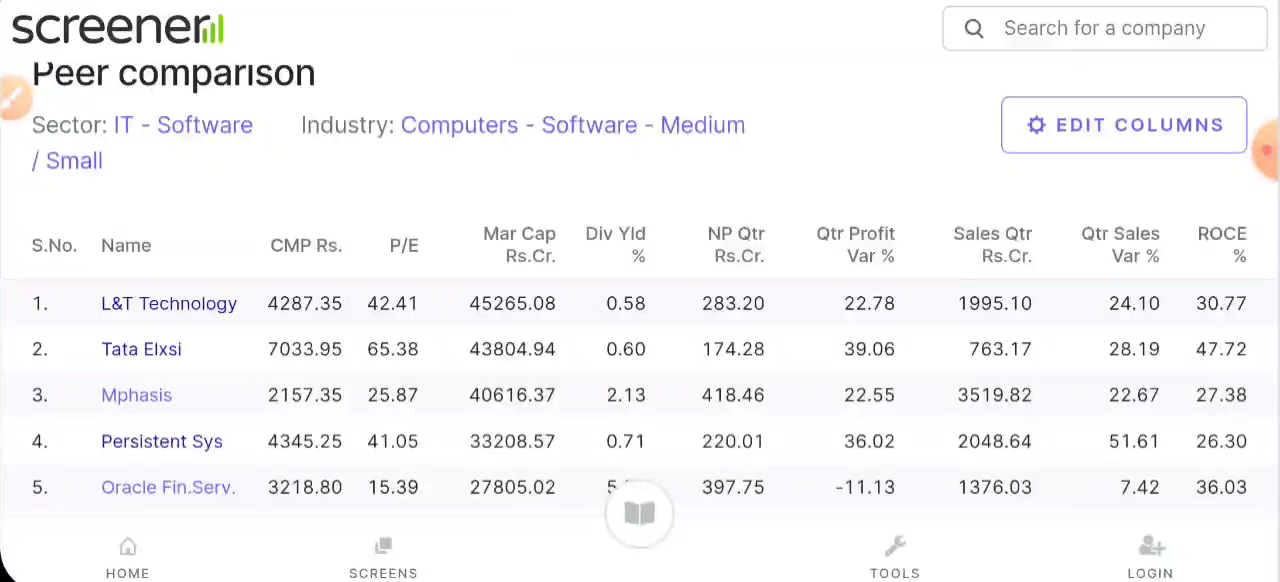 screener
Search for a company
Peer comparison
Sector: IT - Software Industry: Computers - Software - Medium
/ Small
EDIT COLUMNS
S.No. Name CMP Rs. P/E Mar Cap Rs.Cr. Div Yld % NP Qtr Rs.Cr. Qtr Profit Var % Sales Qtr Rs.Cr. Qtr Sales Var % ROCE %
1. L&T Technology 4287.35 42.41 45265.08 0.58 283.20 22.78 1995.10 24.10 30.77
2. Tata Elxsi 7033.95 65.38 43804.94 0.60 174.28 39.06 763.17 28.19 47.72
3. Mphasis 2157.35 25.87 40616.37 2.13 418.46 22.55 3519.82 22.67 27.38
4. Persistent Sys 4345.25 41.05 33208.57 0.71 220.01 36.02 2048.64 51.61 26.30
5. Oracle Fin.Serv. 3218.80 15.39 27805.02 397.75 -11.13 1376.03 7.42 36.03
HOME SCREENS TOOLS LOGIN